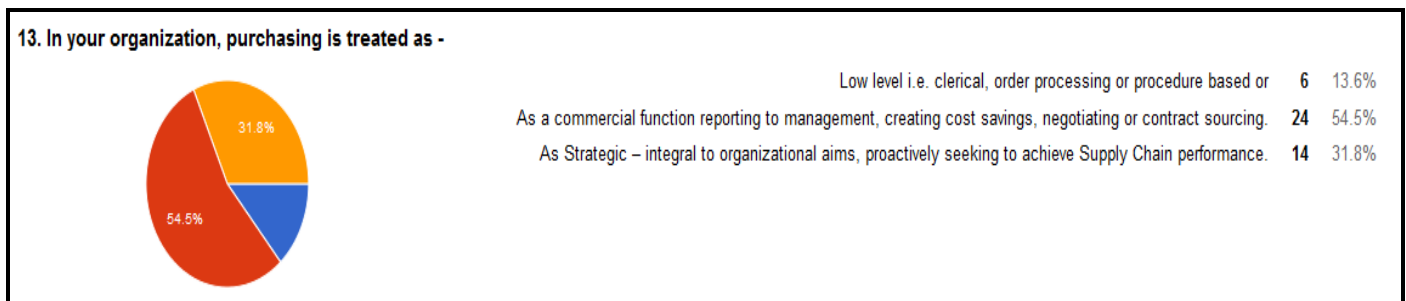 13. In your organization, purchasing is treated as -
Low level i.e. clerical, order processing or procedure based or 6 13.6%
As a commercial function reporting to management, creating cost savings, negotiating or contract sourcing. 24 54.5%
As Strategic – integral to organizational aims, proactively seeking to achieve Supply Chain performance. 14 31.8%
31.8%
54.5%